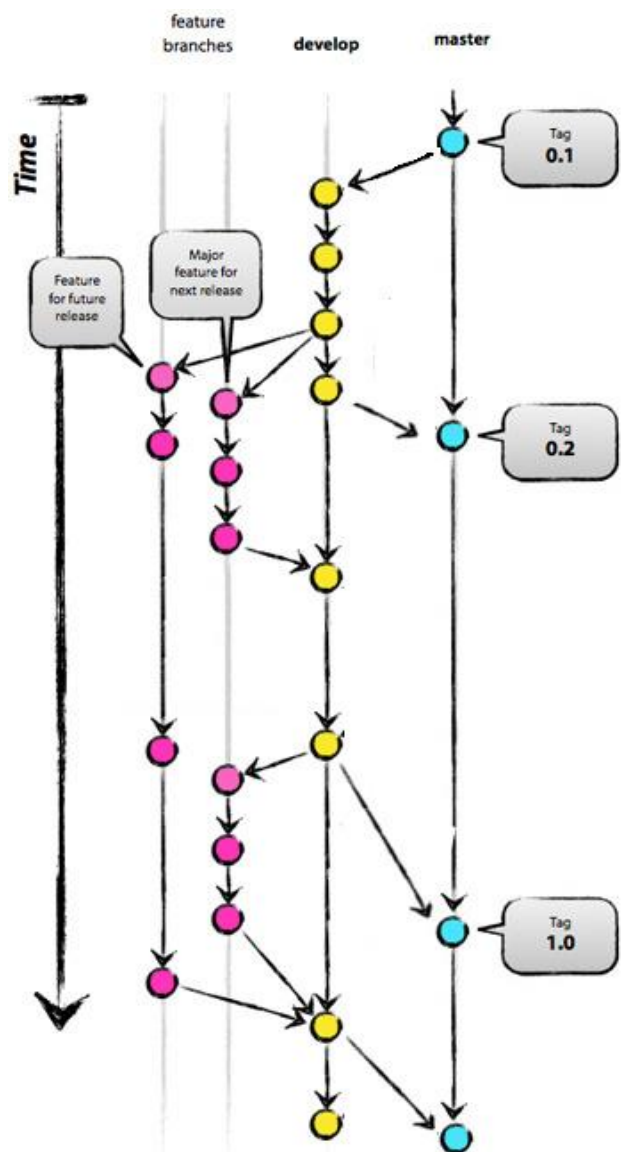 feature
branches
develop
master
Time
Tag
0.1
Major
feature for
next release
Feature
for future
release
Tag
0.2
Tag
1.0